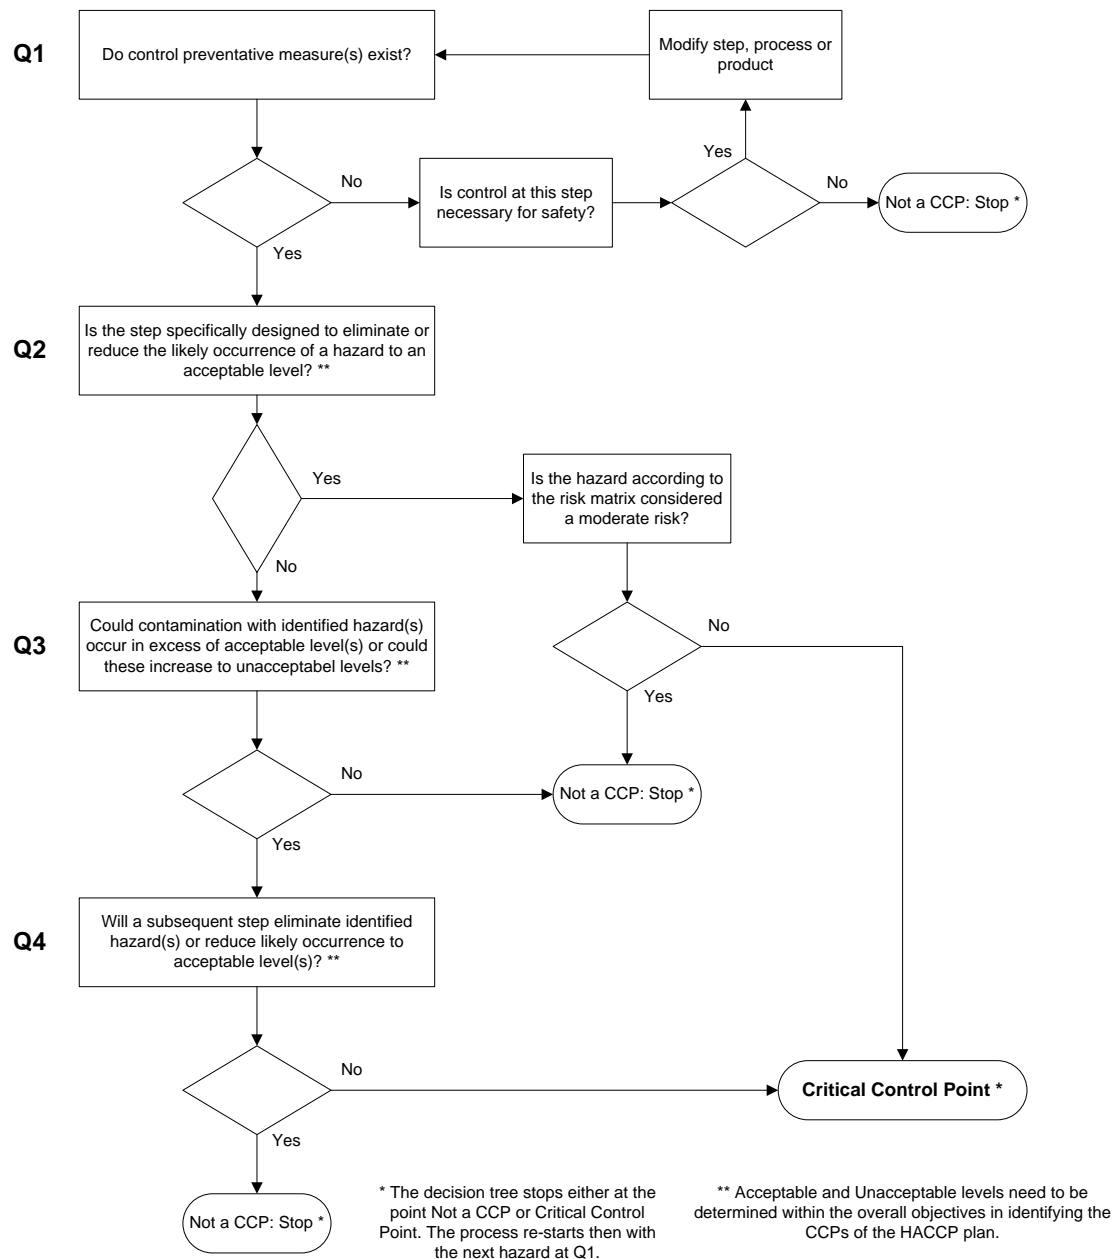 Q1
Do control preventative measure(s) exist?
Modify step, process or
product
Yes
No
Is control at this step
necessary for safety?
No
Not a CCP: Stop *
Yes
Q2
Is the step specifically designed to eliminate or
reduce the likely occurrence of a hazard to an
acceptable level? **
Yes
Is the hazard according to
the risk matrix considered
a moderate risk?
No
Q3
Could contamination with identified hazard(s)
occur in excess of acceptable level(s) or could
these increase to unacceptabel levels? **
No
Yes
No
Not a CCP: Stop *
Yes
Q4
Will a subsequent step eliminate identified
hazard(s) or reduce likely occurrence to
acceptable level(s)? **
No
Critical Control Point *
Yes
Not a CCP: Stop *
* The decision tree stops either at the
point Not a CCP or Critical Control
Point. The process re-starts then with
the next hazard at Q1.
** Acceptable and Unacceptable levels need to be
determined within the overall objectives in identifying the
CCPs of the HACCP plan.